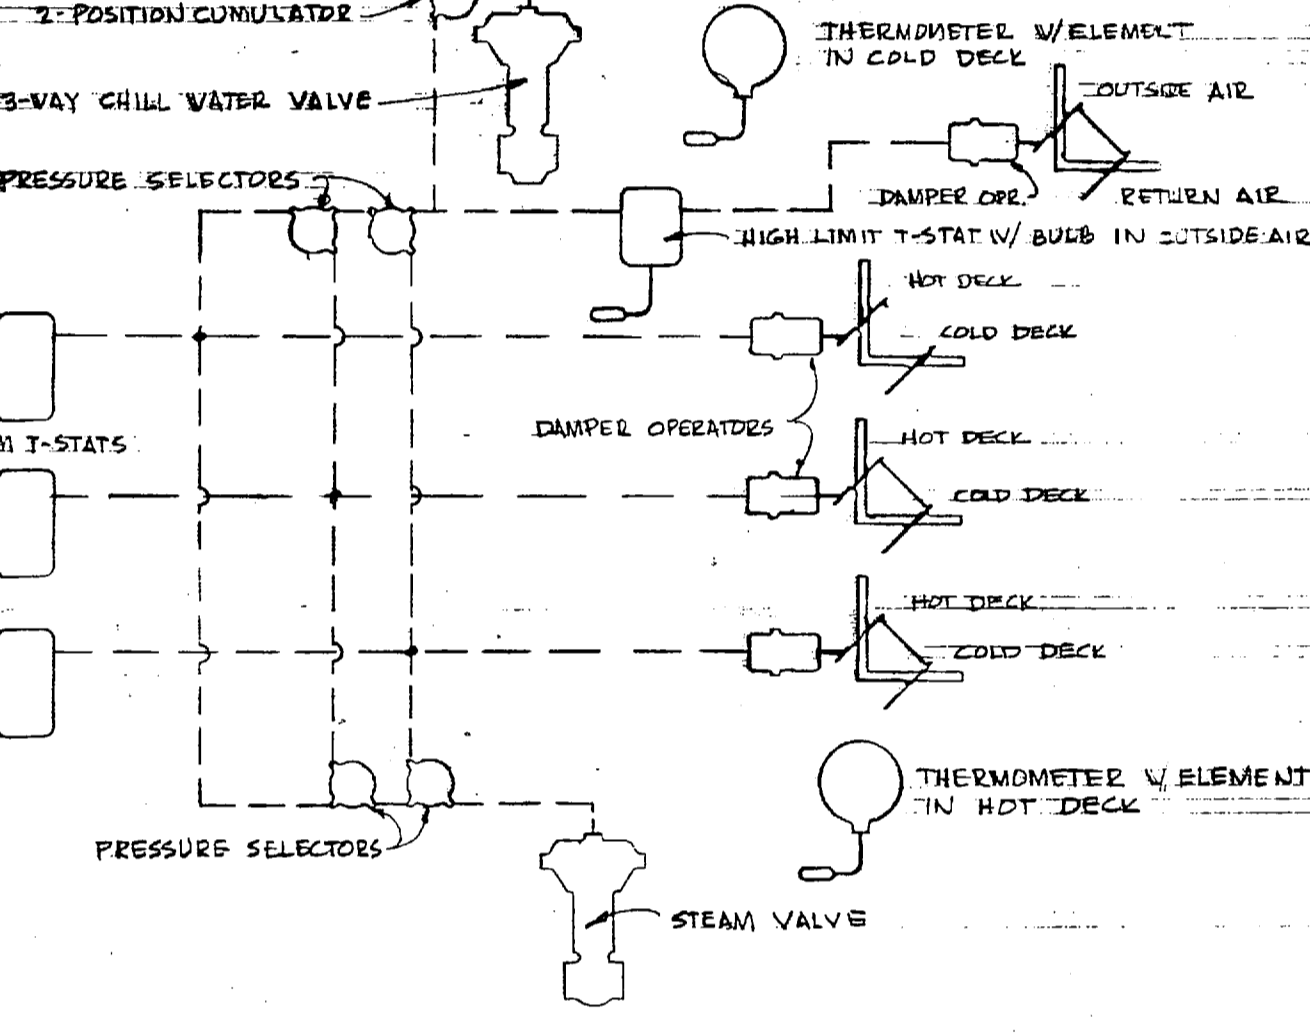 2-POSITION CUMULATOR
THERMOMETER W/ELEMENT
IN COLD DECK
3-WAY CHILL WATER VALVE
OUTSIDE AIR
PRESSURE SELECTORS
DAMPER OPR.
RETURN AIR
HIGH LIMIT T-STAT W/ BULB IN OUTSIDE AIR
HOT DECK
COLD DECK
DAMPER OPERATORS
HOT DECK
T-STATS
COLD DECK
HOT DECK
COLD DECK
THERMOMETER W/ ELEMENT
IN HOT DECK
PRESSURE SELECTORS
STEAM VALVE